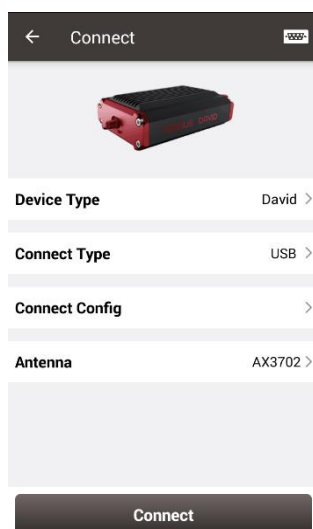 Connect
Device Type David
Connect Type USB
Connect Config
Antenna AX3702
Connect